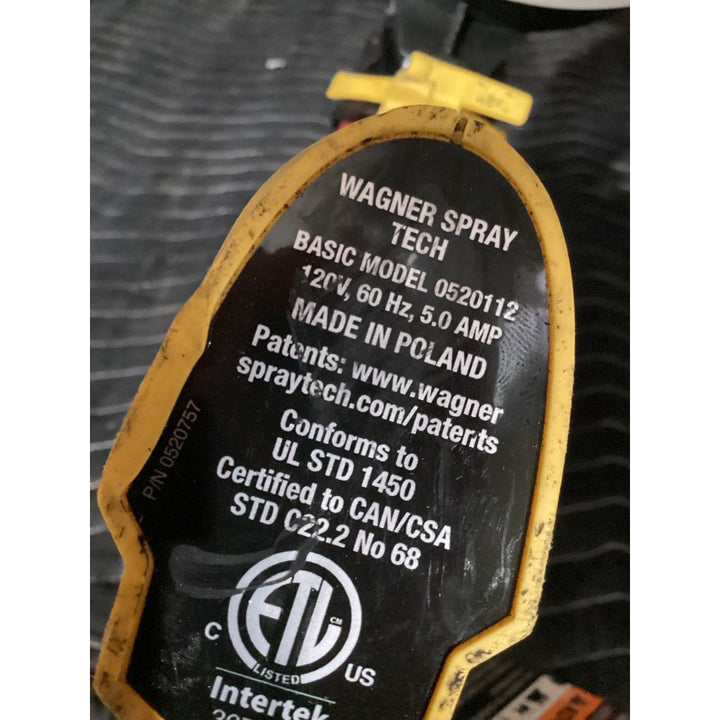 WAGNER SPRAY
TECH
BASIC MODEL 0520112
120V, 60 Hz, 5.0 AMP
MADE IN POLAND
Patents: www.wagner
spraytech.com/patents
Conforms to
UL STD 1450
Certified to CAN/CSA
STD C22.2 No 68
P/N 0520757
ETL
CM
LISTED
C
US
Intertek